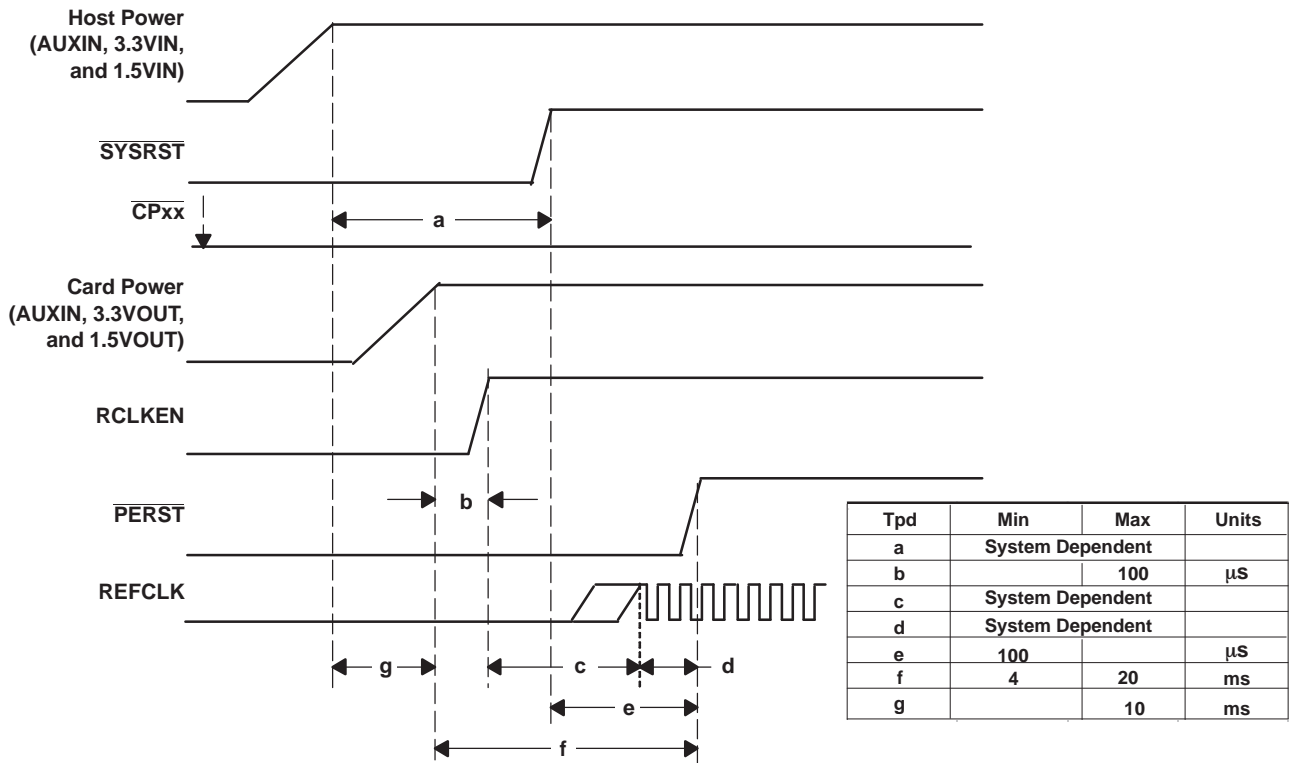 Host Power
(AUXIN, 3.3VIN,
and 1.5VIN)
SYSRST
CPxx
a
Card Power
(AUXIN, 3.3VOUT,
and 1.5VOUT)
RCLKEN
b
PERST
REFCLK
g
c
d
e
f
Tpd Min Max Units
a System Dependent
b 100 μs
c System Dependent
d System Dependent
e 100 μs
f 4 20 ms
g 10 ms